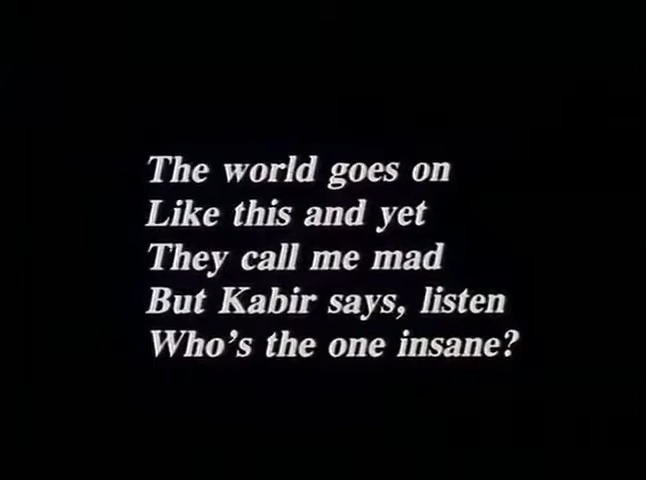 The world goes on
Like this and yet
They call me mad
But Kabir says, listen
Who's the one insane?